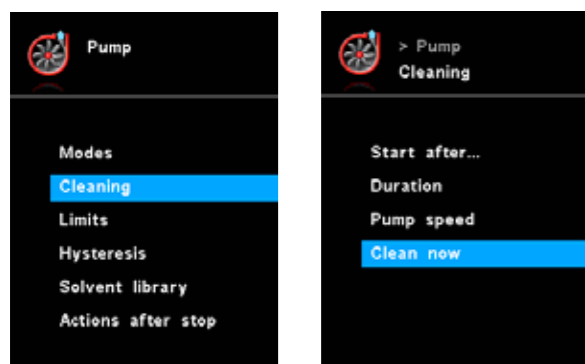 Pump
Modes
Cleaning
Limits
Hysteresis
Solvent library
Actions after stop
> Pump
Cleaning
Start after...
Duration
Pump speed
Clean now